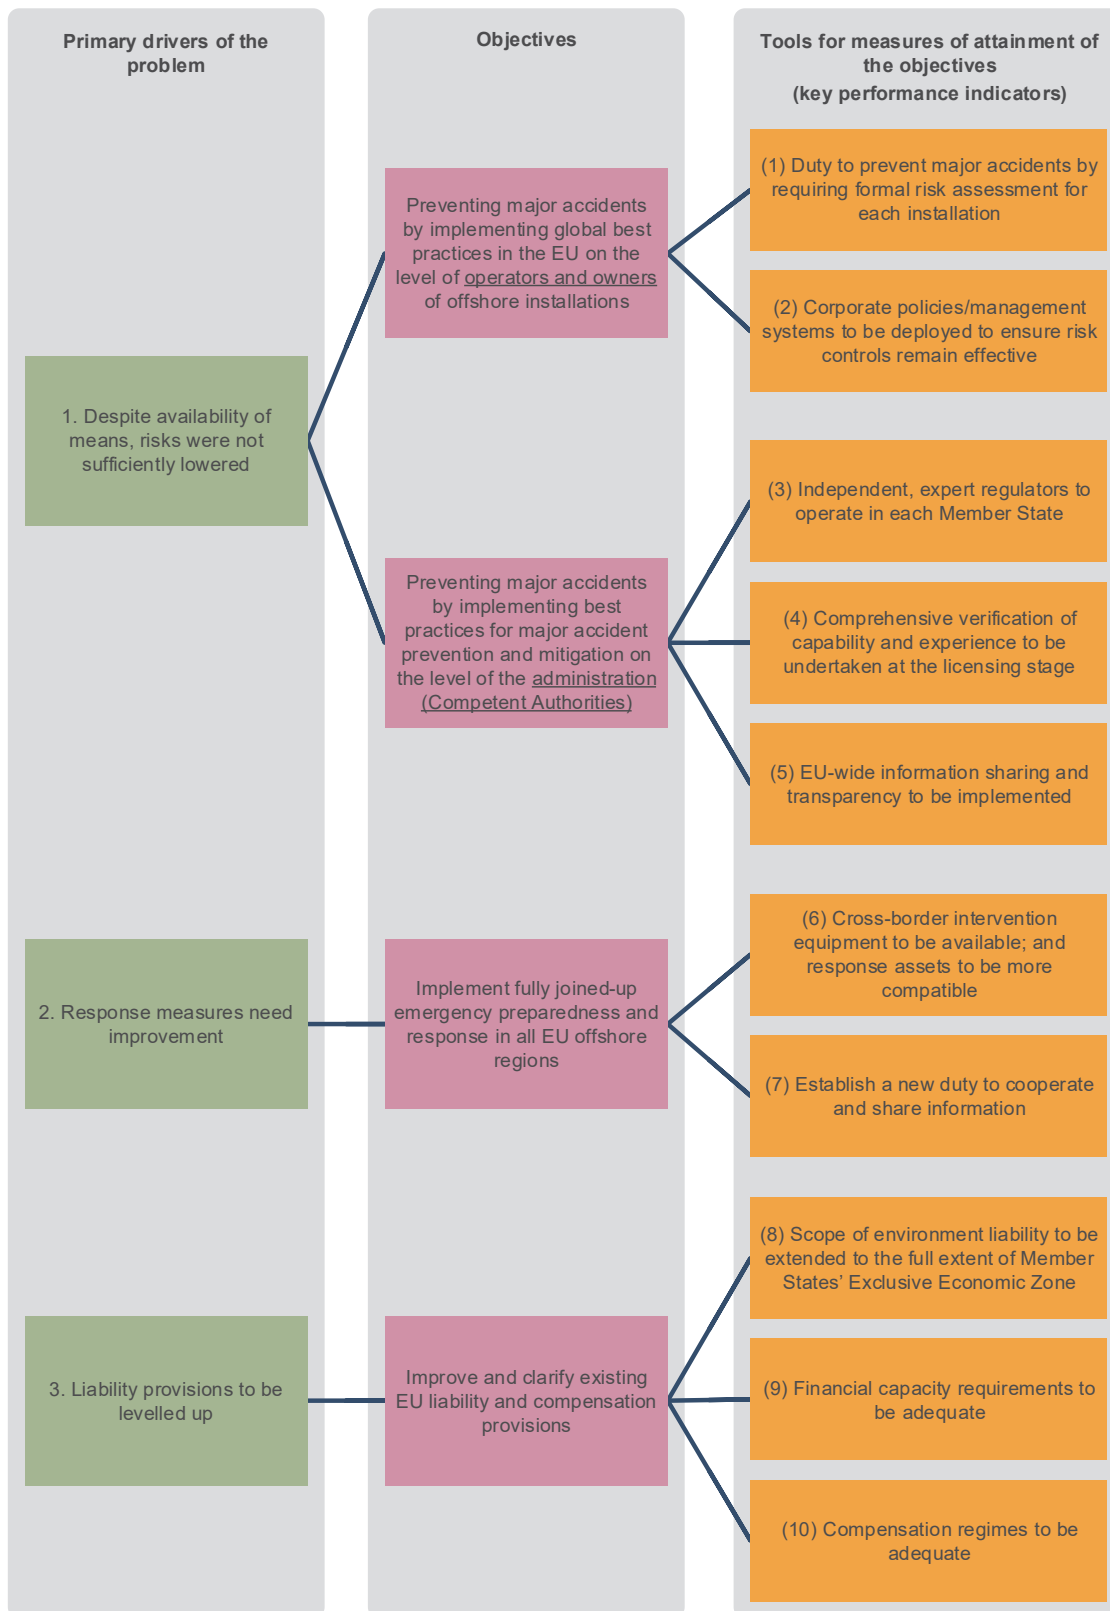 Primary drivers of the
problem
Objectives
Tools for measures of attainment of
the objectives
(key performance indicators)
1. Despite availability of
means, risks were not
sufficiently lowered
Preventing major accidents
by implementing global best
practices in the EU on the
level of operators and owners
of offshore installations
(1) Duty to prevent major accidents by
requiring formal risk assessment for
each installation
(2) Corporate policies/management
systems to be deployed to ensure risk
controls remain effective
Preventing major accidents
by implementing best
practices for major accident
prevention and mitigation on
the level of the administration
(Competent Authorities)
(3) Independent, expert regulators to
operate in each Member State
(4) Comprehensive verification of
capability and experience to be
undertaken at the licensing stage
(5) EU-wide information sharing and
transparency to be implemented
2. Response measures need
improvement
Implement fully joined-up
emergency preparedness and
response in all EU offshore
regions
(6) Cross-border intervention
equipment to be available; and
response assets to be more
compatible
(7) Establish a new duty to cooperate
and share information
3. Liability provisions to be
levelled up
Improve and clarify existing
EU liability and compensation
provisions
(8) Scope of environment liability to be
extended to the full extent of Member
States’ Exclusive Economic Zone
(9) Financial capacity requirements to
be adequate
(10) Compensation regimes to be
adequate